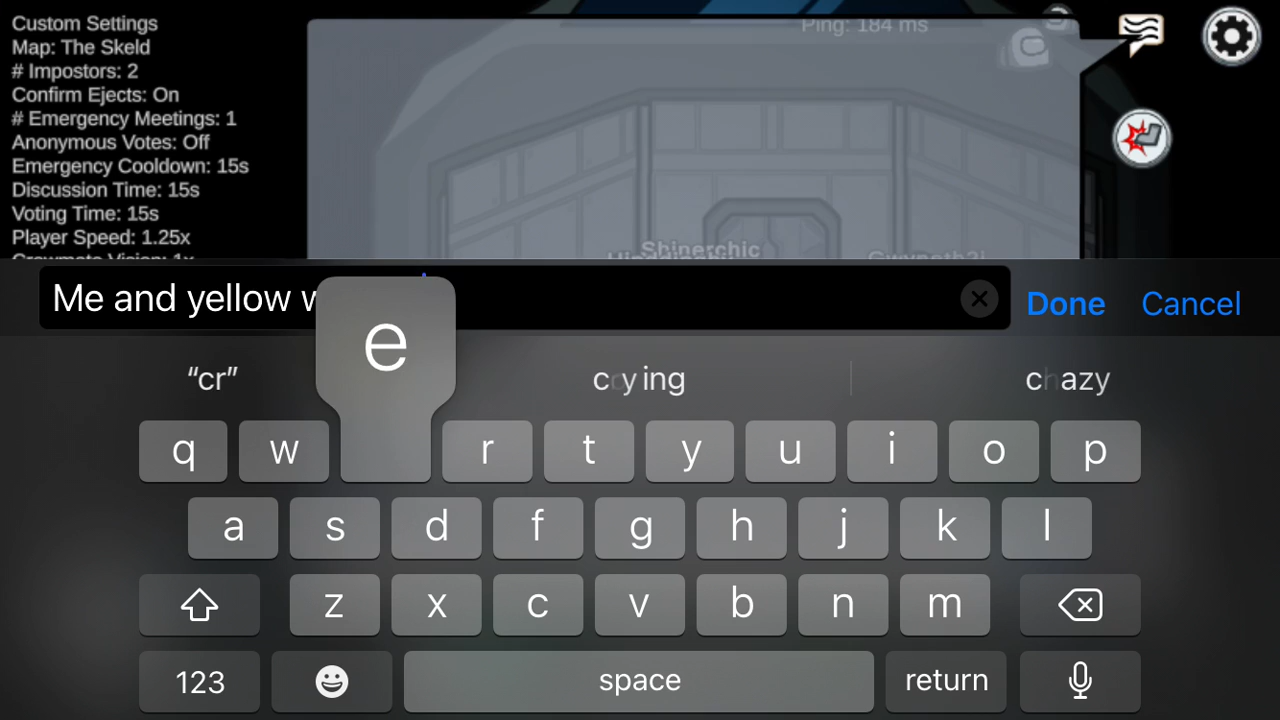 Custom Settings
Map: The Skeld
# Impostors: 2
Confirm Ejects: On
# Emergency Meetings: 1
Anonymous Votes: Off
Emergency Cooldown: 15s
Discussion Time: 15s
Voting Time: 15s
Player Speed: 1.25x
Ping: 184 ms
Shinerchic
Me and yellow w
Done
Cancel
e
“cr”
q w r t y u i o p
a s d f g h j k l
z x c v b n m
123
space
return